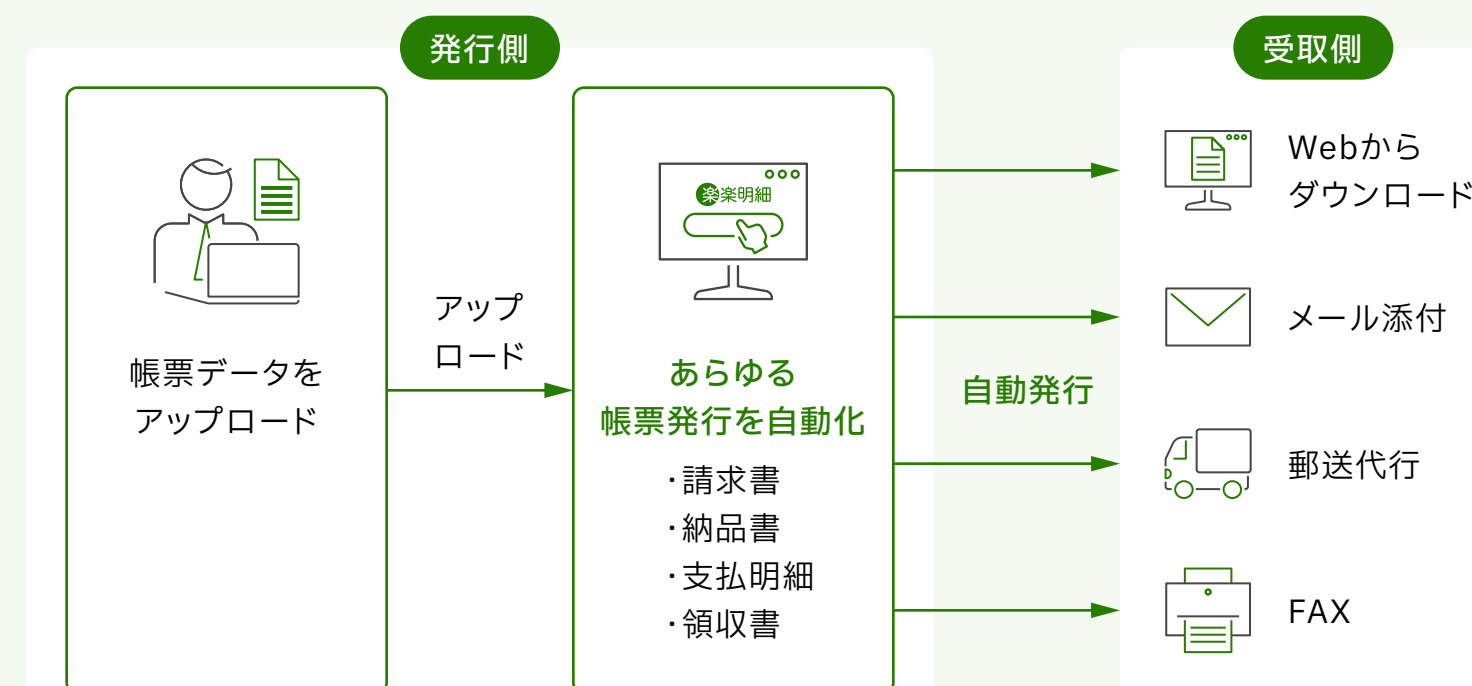 発行側
帳票データを
アップロード
アップ
ロード
楽楽明細
あらゆる
帳票発行を自動化
・請求書
・納品書
・支払明細
・領収書
自動発行
受取側
Webから
ダウンロード
メール添付
郵送代行
FAX